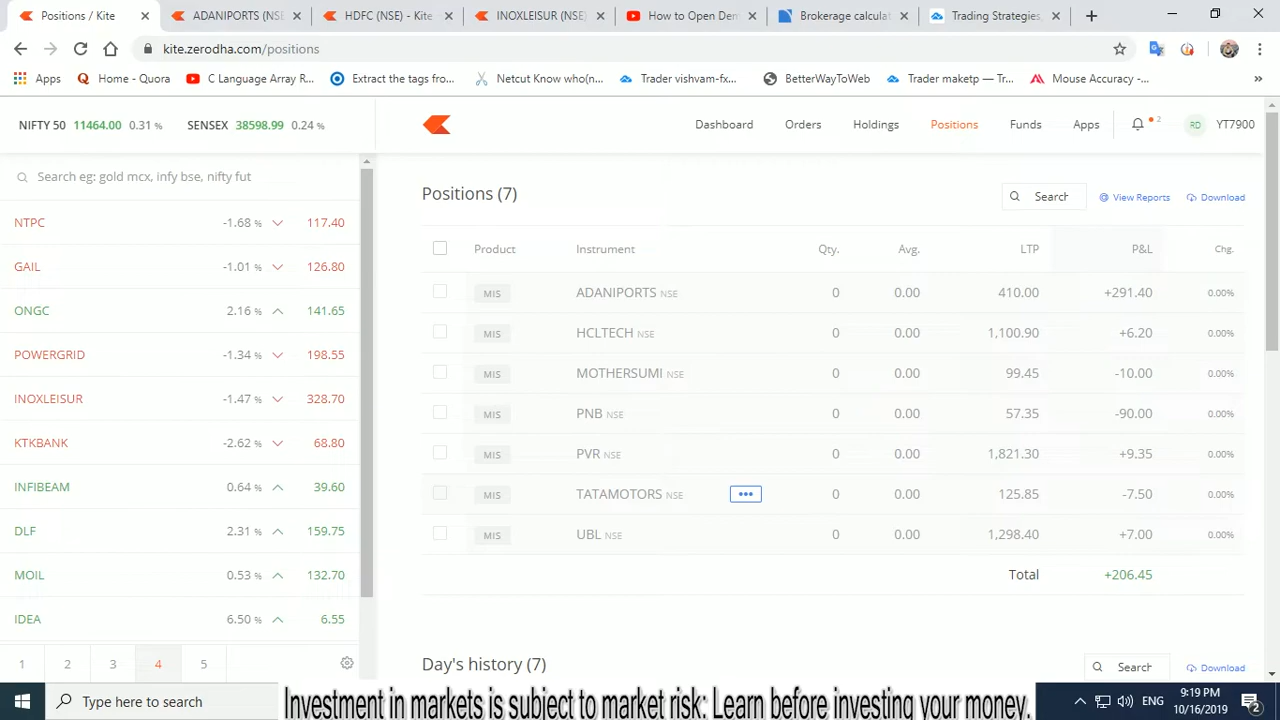 Positions / Kite
ADANIPORTS (NSE)
HDFC (NSE) - Kite
INOXLEISUR (NSE)
How to Open Dem
Brokerage calcula
Trading Strategies,
kite.zerodha.com/positions
Apps
Home - Quora
C Language Array R...
Extract the tags from...
Netcut Know who(n...
Trader vishvam-fx...
BetterWayToWeb
Trader maketp — Tr...
Mouse Accuracy -...
NIFTY 50 11464.00 0.31 %
SENSEX 38598.99 0.24 %
Dashboard Orders Holdings Positions Funds Apps 2 RD YT7900
Search eg: gold mcx, infy bse, nifty fut
NTPC -1.68 % 117.40
GAIL -1.01 % 126.80
ONGC 2.16 % 141.65
POWERGRID -1.34 % 198.55
INOXLEISUR -1.47 % 328.70
KTKBANK -2.62 % 68.80
INFIBEAM 0.64 % 39.60
DLF 2.31 % 159.75
MOIL 0.53 % 132.70
IDEA 6.50 % 6.55
1 2 3 4 5
Positions (7)
Search View Reports Download
Product Instrument Qty. Avg. LTP P&L Chg.
MIS ADANIPORTS NSE 0 0.00 410.00 +291.40 0.00%
MIS HCLTECH NSE 0 0.00 1,100.90 +6.20 0.00%
MIS MOTHERSUMI NSE 0 0.00 99.45 -10.00 0.00%
MIS PNB NSE 0 0.00 57.35 -90.00 0.00%
MIS PVR NSE 0 0.00 1,821.30 +9.35 0.00%
MIS TATAMOTORS NSE ••• 0 0.00 125.85 -7.50 0.00%
MIS UBL NSE 0 0.00 1,298.40 +7.00 0.00%
Total +206.45
Day's history (7)
Search Download
Type here to search
Investment in markets is subject to market risk: Learn before investing your money.
ENG
9:19 PM
10/16/2019
2